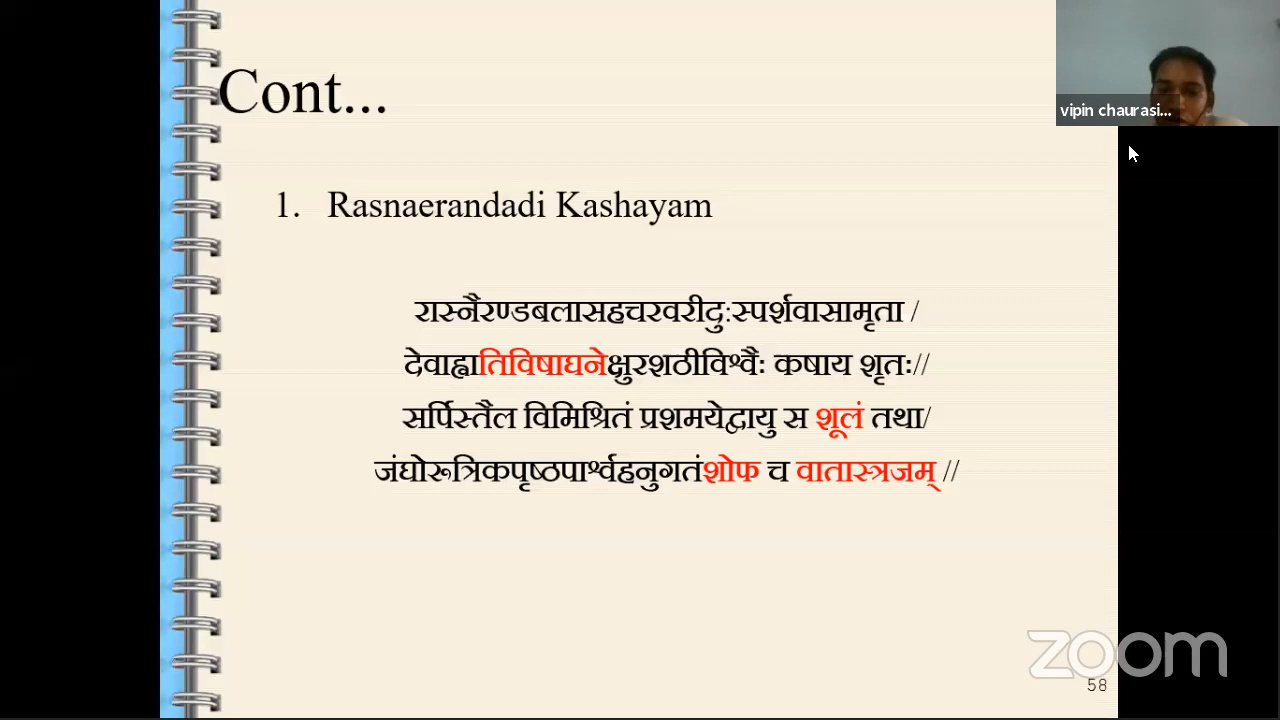 Cont...
vipin chaurasi...
1. Rasnaerandadi Kashayam
रास्नैरण्डबलासहचरवरीदुःस्पर्शवासामृता /
देवाह्वातिविषाघनेक्षुरशठीविश्वैः कषाय शृतः//
सर्पिस्तैल विमिश्रितं प्रशमयेद्वायु स शूलं तथा/
जंघोरूत्रिकपृष्ठपार्श्वहनुगतंशोफ च वातास्त्रजम् //
zoom
58